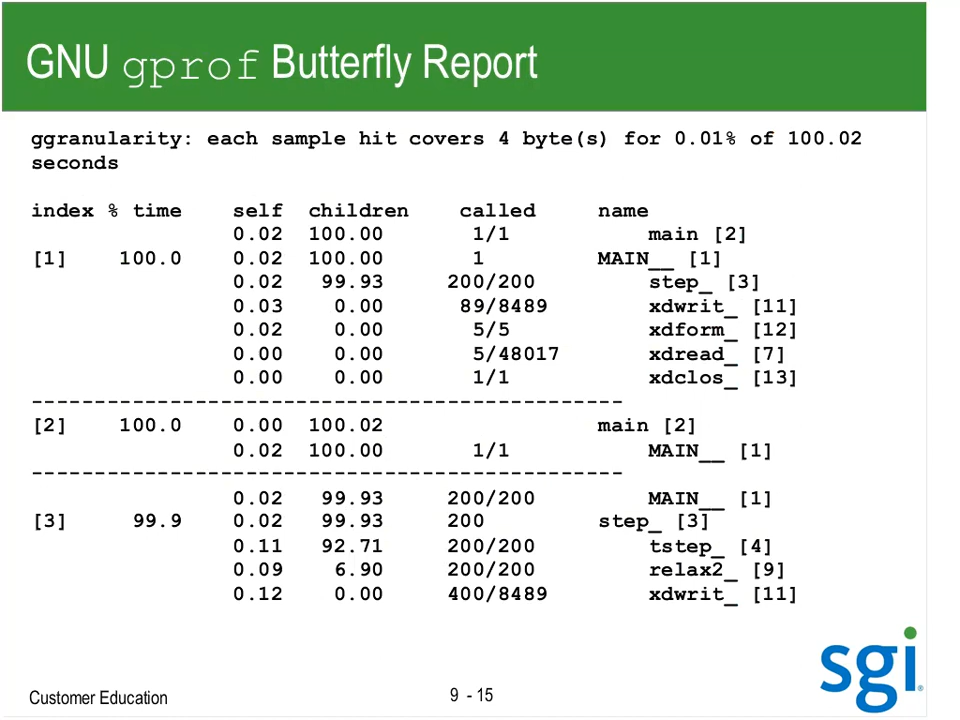 GNU gprof Butterfly Report
ggranularity: each sample hit covers 4 byte(s) for 0.01% of 100.02
seconds
index % time    self  children    called     name
                0.02  100.00       1/1           main [2]
[1]    100.0    0.02  100.00       1         MAIN__ [1]
                0.02   99.93     200/200         step_ [3]
                0.03    0.00      89/8489        xdwrit_ [11]
                0.02    0.00       5/5           xdform_ [12]
                0.00    0.00       5/48017       xdread_ [7]
                0.00    0.00       1/1           xdclos_ [13]
-----------------------------------------------
[2]    100.0    0.00  100.02                 main [2]
                0.02  100.00       1/1           MAIN__ [1]
-----------------------------------------------
                0.02   99.93     200/200         MAIN__ [1]
[3]     99.9    0.02   99.93     200         step_ [3]
                0.11   92.71     200/200         tstep_ [4]
                0.09    6.90     200/200         relax2_ [9]
                0.12    0.00     400/8489        xdwrit_ [11]
sgi®
Customer Education
9 - 15